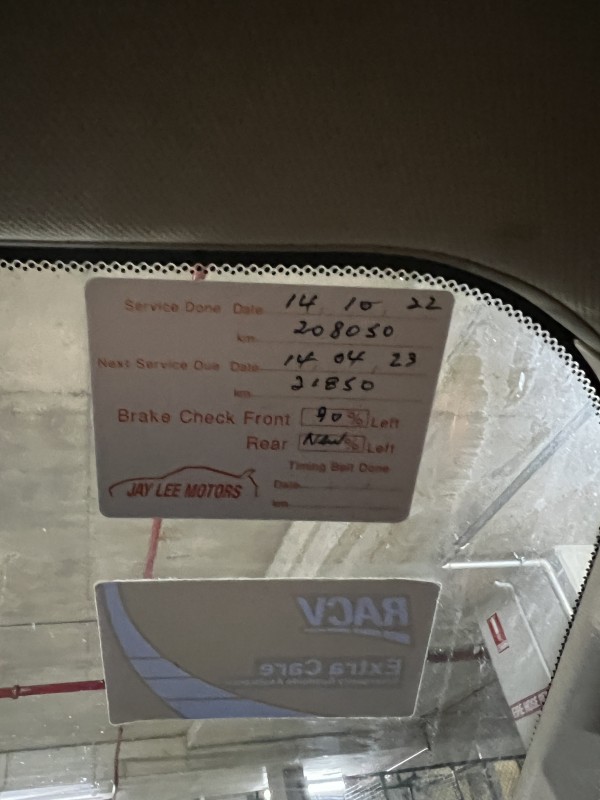 Service Done Date 14 10 22
km 208050
Next Service Due Date 14 04 23
km 21850
Brake Check Front 90 % Left
Rear New % Left
Timing Belt Done
Date
km
JAY LEE MOTORS
RACV
Extra Care